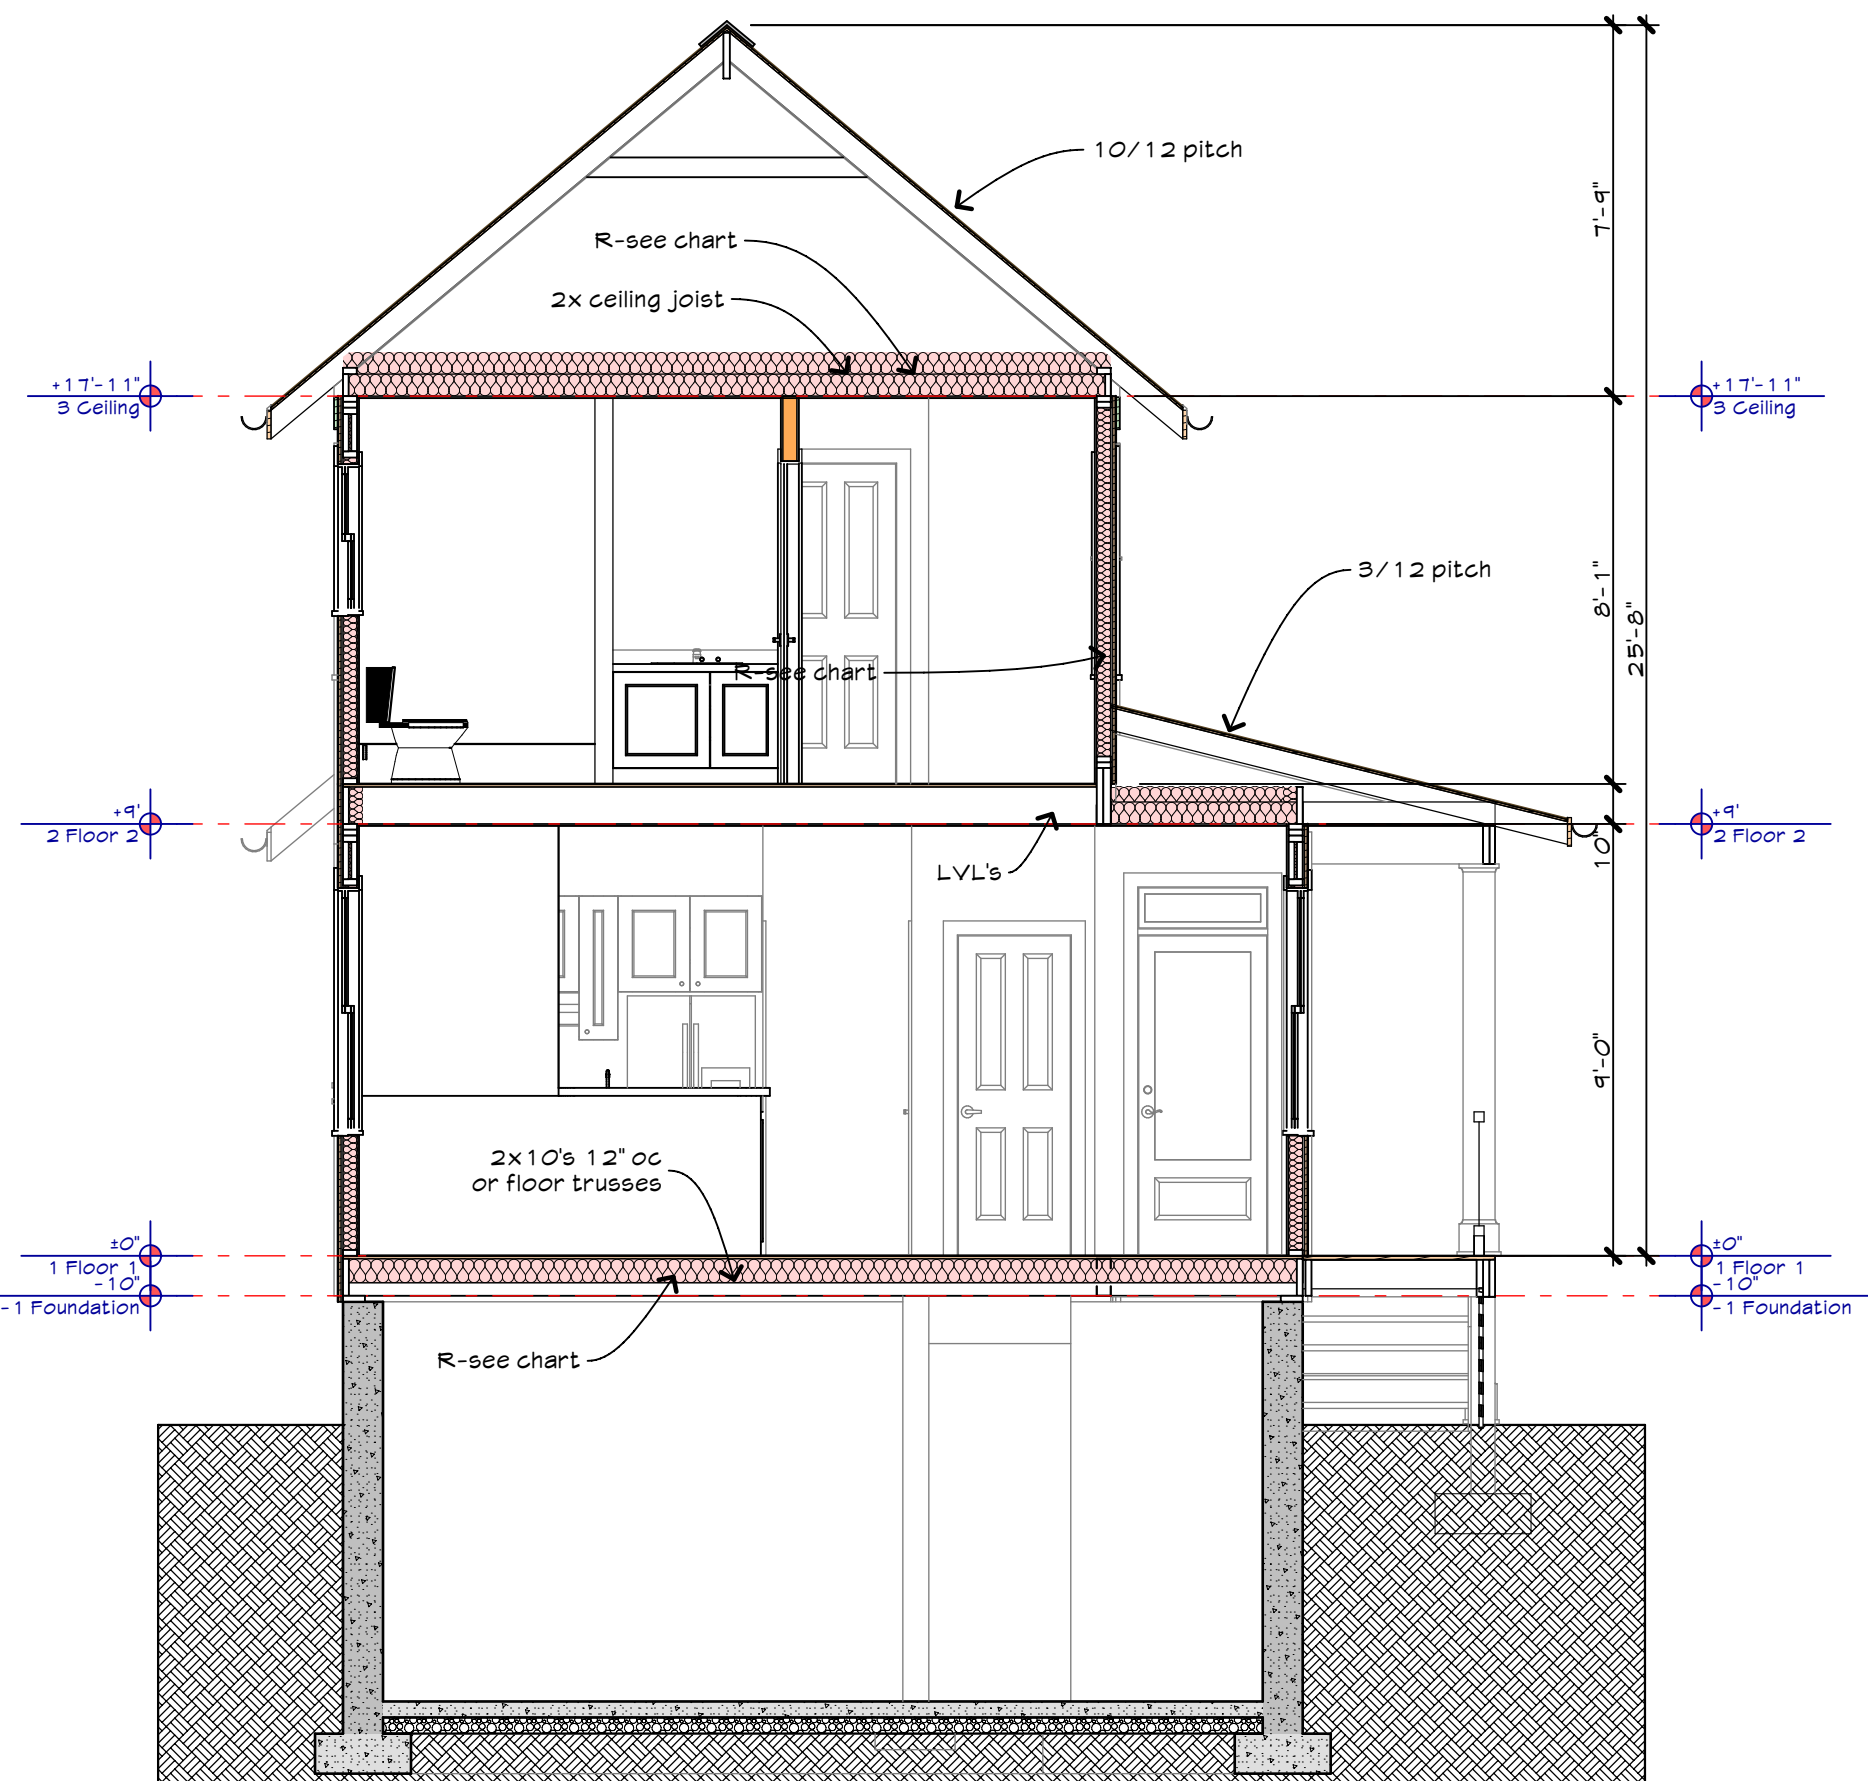 10/12 pitch
7'-9"
R-see chart
2x ceiling joist
+17'-11"
3 Ceiling
+17'-11"
3 Ceiling
3/12 pitch
8'-1"
25'-8"
R-see chart
+9'
2 Floor 2
+9'
2 Floor 2
10"
LVL's
9'-0"
2x10's 12" oc
or floor trusses
±0"
1 Floor 1
-10"
-1 Foundation
±0"
1 Floor 1
-10"
-1 Foundation
R-see chart